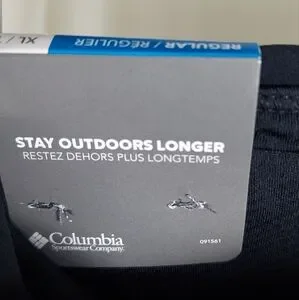 XL / REGULAR / RÉGULIER
STAY OUTDOORS LONGER
RESTEZ DEHORS PLUS LONGTEMPS
Columbia
Sportswear Company
091561